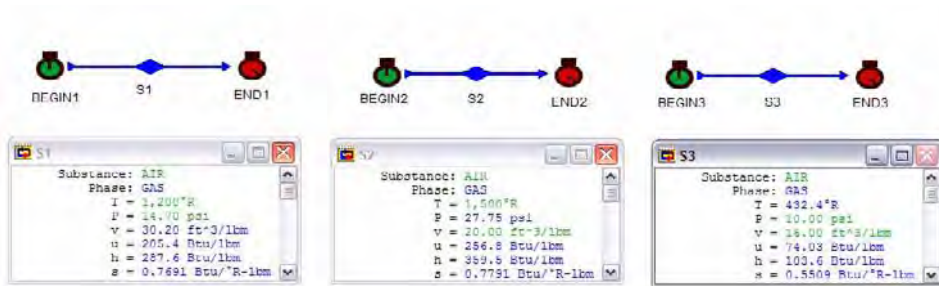 BEGIN1
S1
END1
BEGIN2
S2
END2
BEGIN3
S3
END3
S1
Substance: AIR
Phase: GAS
T = 1,200°R
P = 14.70 psi
v = 30.20 ft^3/lbm
u = 205.4 Btu/lbm
h = 287.6 Btu/lbm
s = 0.7691 Btu/°R-lbm
S2
Substance: AIR
Phase: GAS
T = 1,500°R
P = 27.75 psi
v = 20.00 ft^3/lbm
u = 256.8 Btu/lbm
h = 359.5 Btu/lbm
s = 0.7791 Btu/°R-lbm
S3
Substance: AIR
Phase: GAS
T = 432.4°R
P = 10.00 psi
v = 16.00 ft^3/lbm
u = 74.03 Btu/lbm
h = 103.6 Btu/lbm
s = 0.5509 Btu/°R-lbm